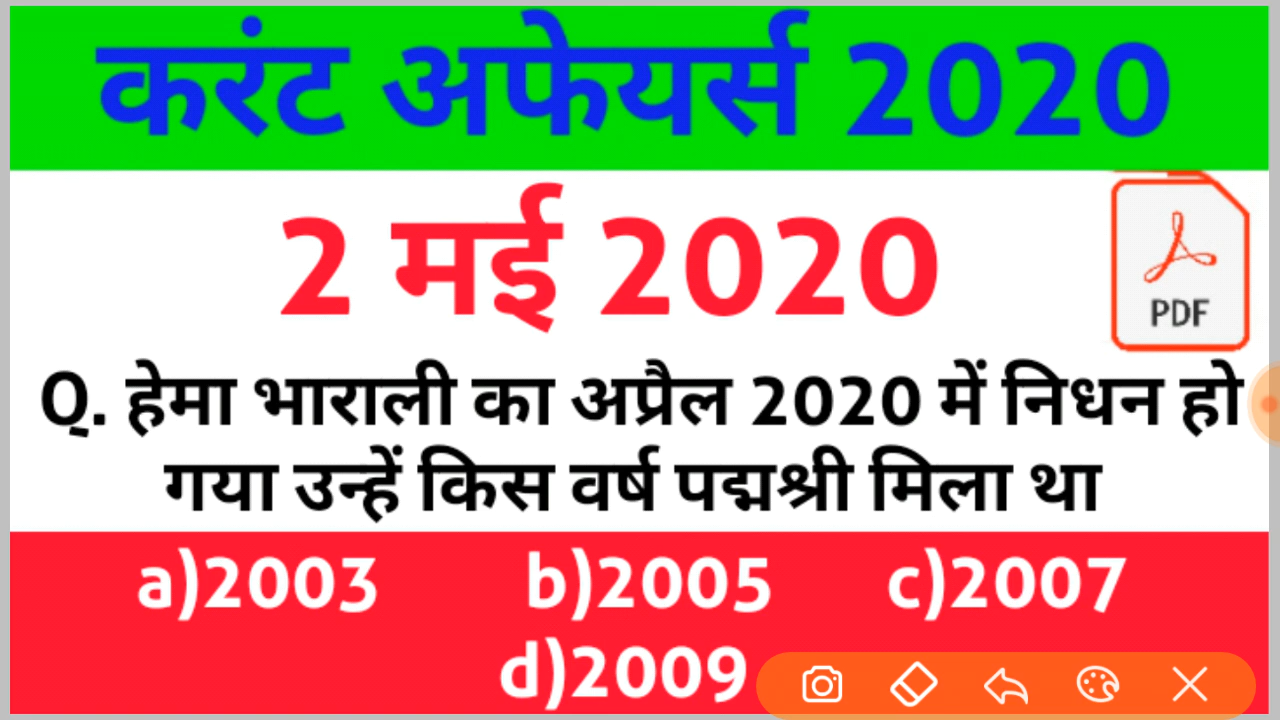 करंट अफेयर्स 2020
2 मई 2020
PDF
Q. हेमा भाराली का अप्रैल 2020 में निधन हो
गया उन्हें किस वर्ष पद्मश्री मिला था
a)2003 b)2005 c)2007
d)2009